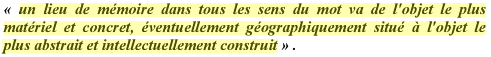 « un lieu de mémoire dans tous les sens du mot va de l'objet le plus
matériel et concret, éventuellement géographiquement situé à l'objet le
plus abstrait et intellectuellement construit » .